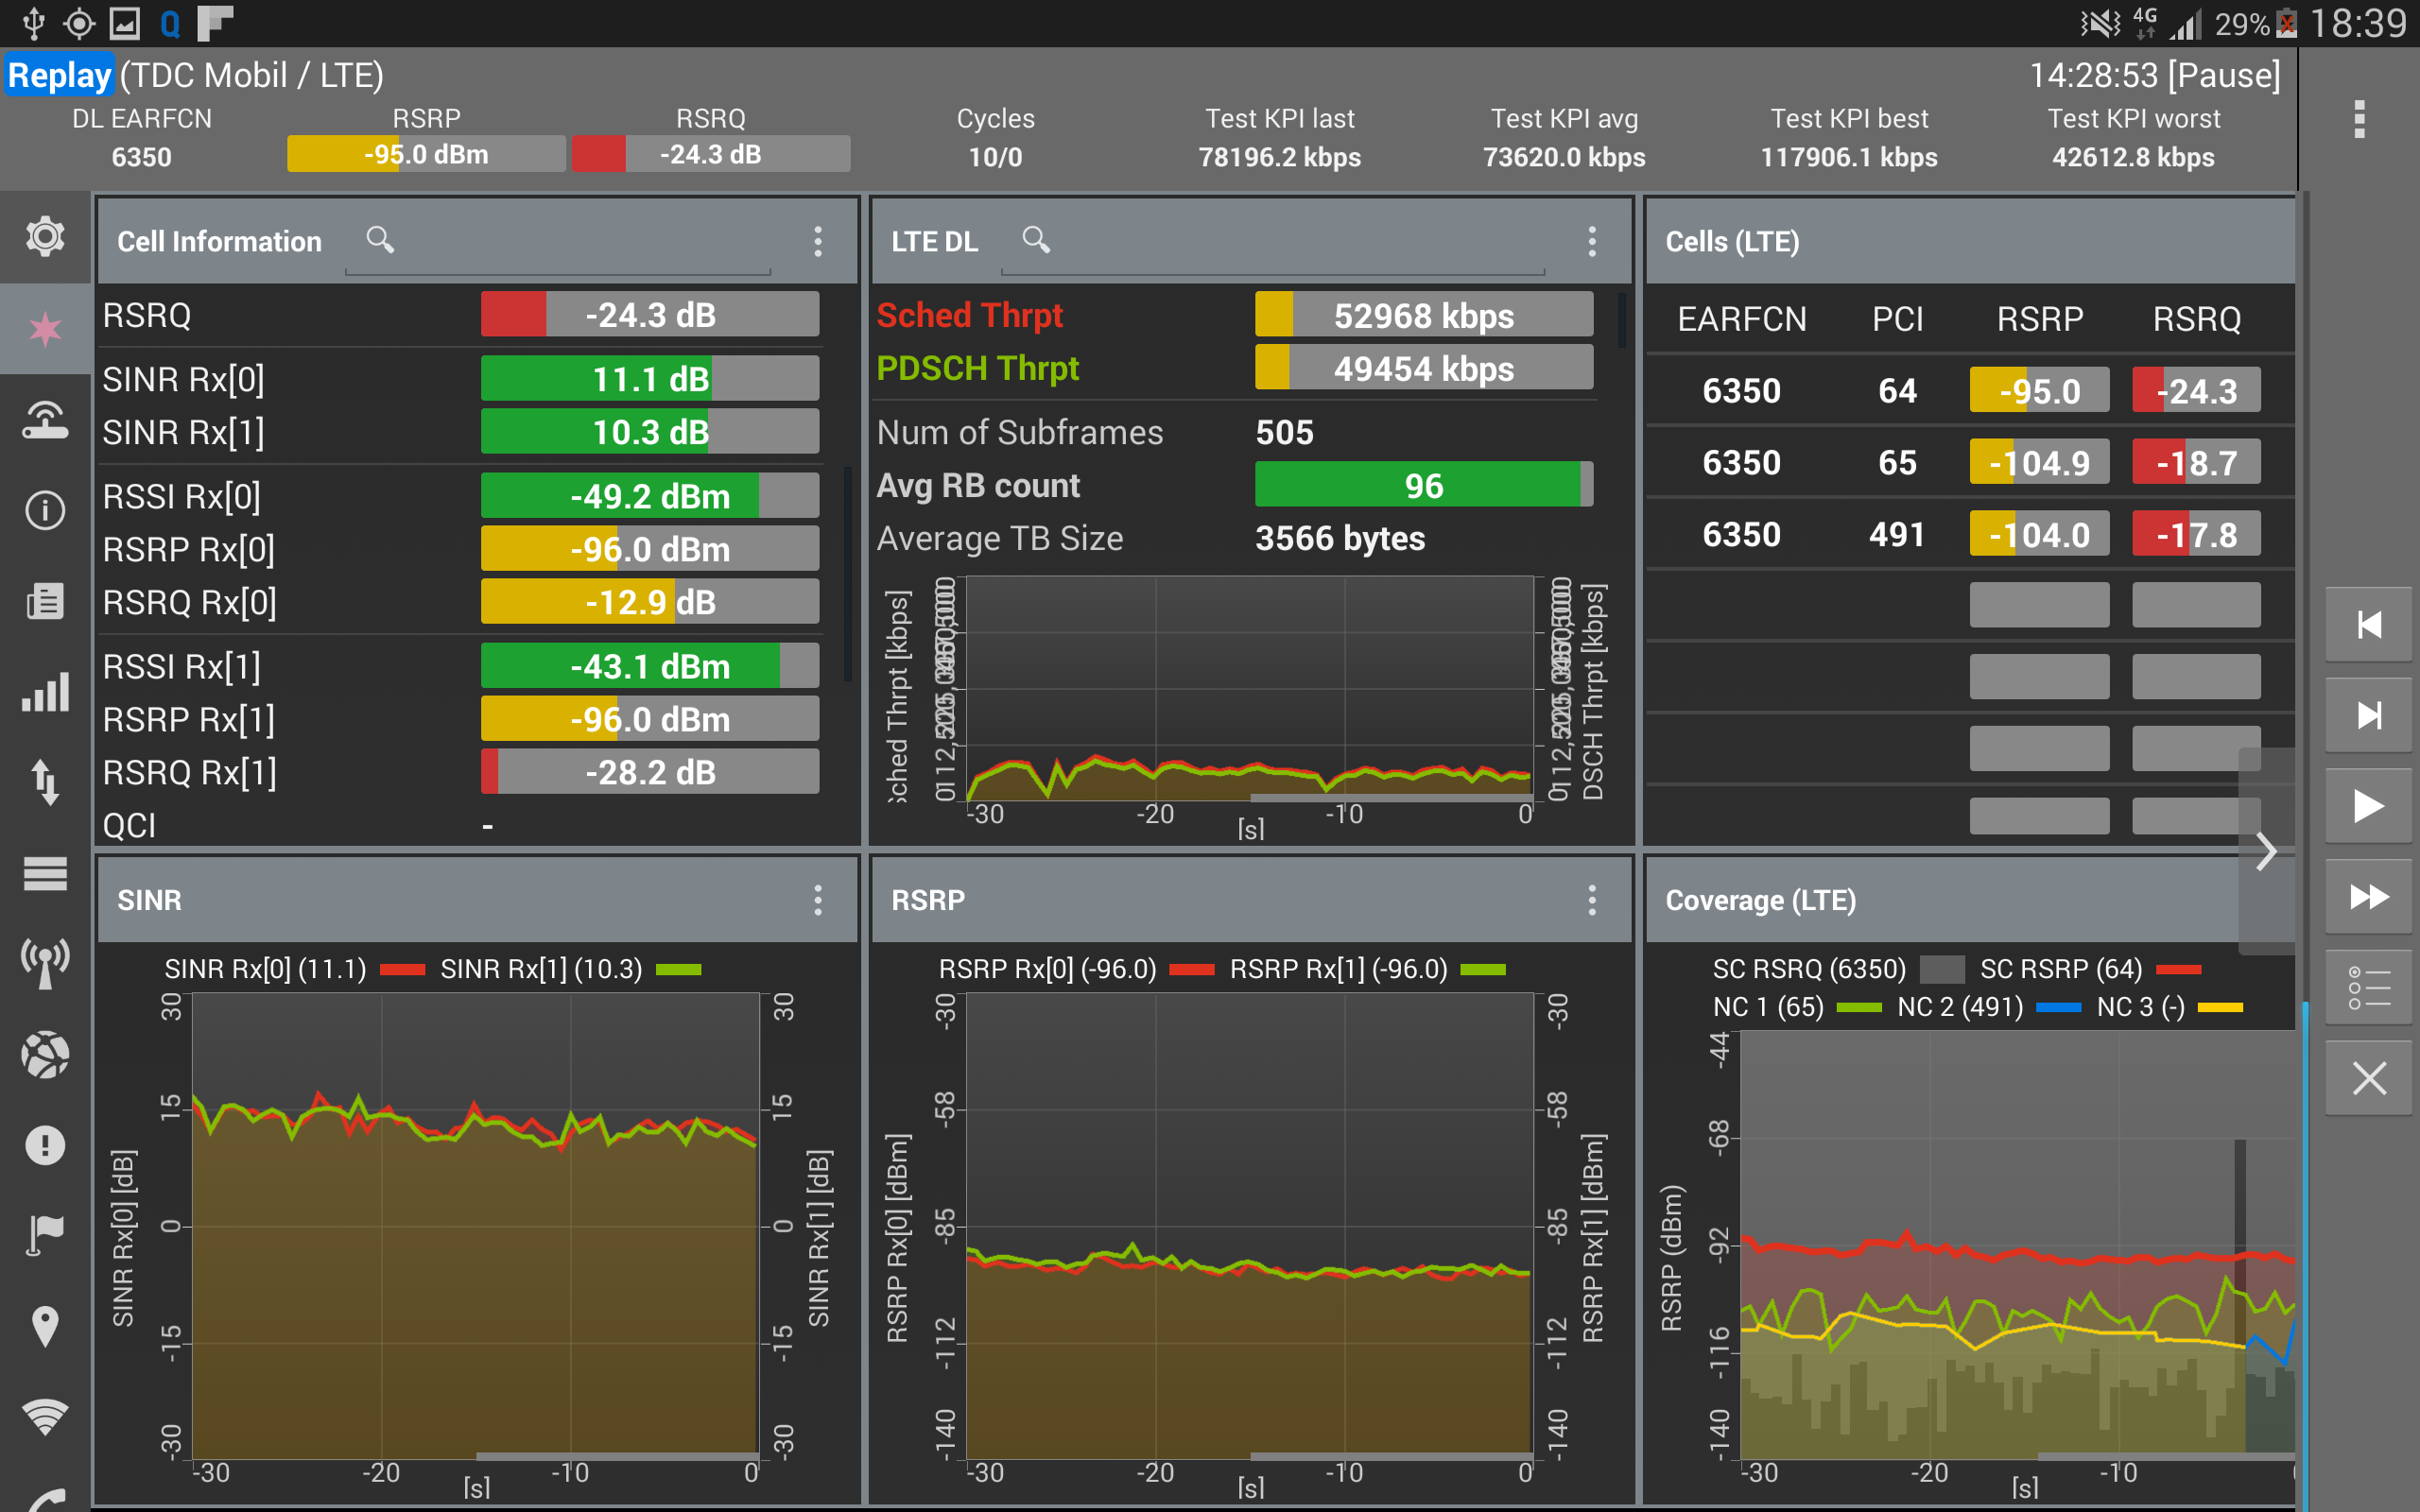 4G 29% 18:39
Replay (TDC Mobil / LTE) 14:28:53 [Pause]
DL EARFCN RSRP RSRQ Cycles Test KPI last Test KPI avg Test KPI best Test KPI worst
6350 -95.0 dBm -24.3 dB 10/0 78196.2 kbps 73620.0 kbps 117906.1 kbps 42612.8 kbps
Cell Information
RSRQ -24.3 dB
SINR Rx[0] 11.1 dB
SINR Rx[1] 10.3 dB
RSSI Rx[0] -49.2 dBm
RSRP Rx[0] -96.0 dBm
RSRQ Rx[0] -12.9 dB
RSSI Rx[1] -43.1 dBm
RSRP Rx[1] -96.0 dBm
RSRQ Rx[1] -28.2 dB
QCI -
LTE DL
Sched Thrpt 52968 kbps
PDSCH Thrpt 49454 kbps
Num of Subframes 505
Avg RB count 96
Average TB Size 3566 bytes
Sched Thrpt [kbps]
DSCH Thrpt [kbps]
-30 -20 -10 0
[s]
Cells (LTE)
EARFCN PCI RSRP RSRQ
6350 64 -95.0 -24.3
6350 65 -104.9 -18.7
6350 491 -104.0 -17.8
SINR
SINR Rx[0] (11.1) SINR Rx[1] (10.3)
30 15 0 -15 -30
SINR Rx[0] [dB]
30 15 0 -15 -30
SINR Rx[1] [dB]
-30 -20 -10 0
[s]
RSRP
RSRP Rx[0] (-96.0) RSRP Rx[1] (-96.0)
-30 -58 -85 -112 -140
RSRP Rx[0] [dBm]
-30 -58 -85 -112 -140
RSRP Rx[1] [dBm]
-30 -20 -10 0
[s]
Coverage (LTE)
SC RSRQ (6350) SC RSRP (64)
NC 1 (65) NC 2 (491) NC 3 (-)
-44 -68 -92 -116 -140
RSRP (dBm)
-30 -20 -10
[s]